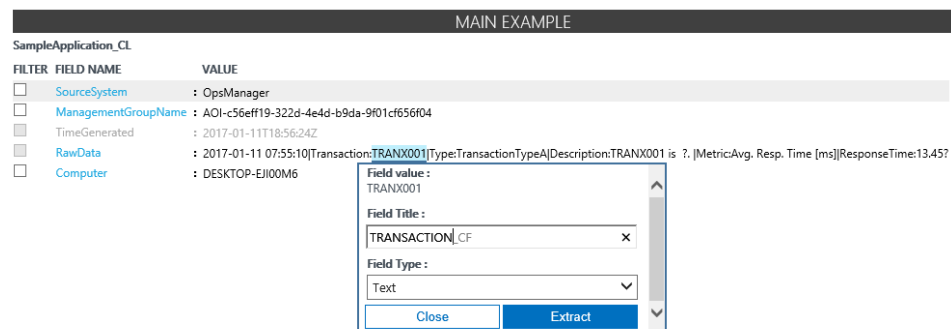 MAIN EXAMPLE
SampleApplication_CL
FILTER FIELD NAME VALUE
SourceSystem : OpsManager
ManagementGroupName : AOI-c56eff19-322d-4e4d-b9da-9f01cf656f04
TimeGenerated : 2017-01-11T18:56:24Z
RawData : 2017-01-11 07:55:10|Transaction:TRANX001|Type:TransactionTypeA|Description:TRANX001 is ?. |Metric:Avg. Resp. Time [ms]|ResponseTime:13.45?
Computer : DESKTOP-EJI00M6
Field value :
TRANX001
Field Title :
TRANSACTION_CF
Field Type :
Text
Close Extract